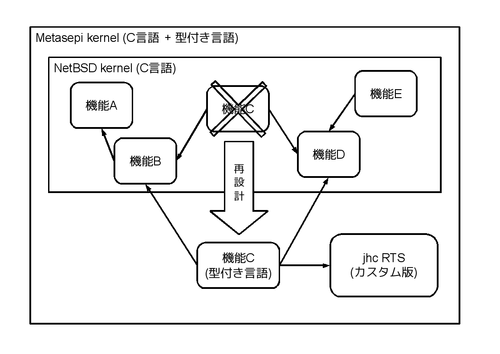 Metasepi kernel (C言語 + 型付き言語)
NetBSD kernel (C言語)
機能A
機能C
機能E
機能B
機能D
再設計
機能C
(型付き言語)
jhc RTS
(カスタム版)